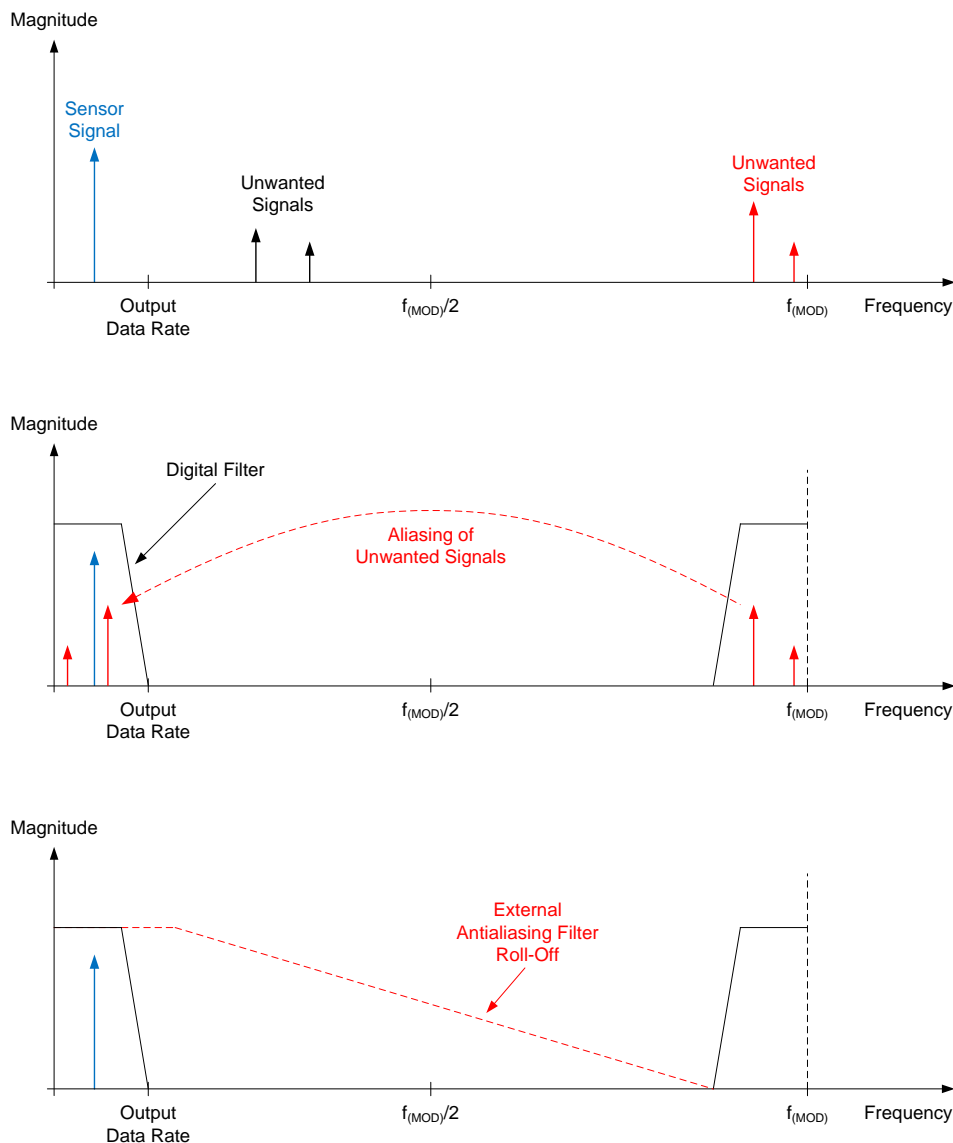 Magnitude
Sensor
Signal
Unwanted
Signals
Unwanted
Signals
Output
Data Rate
f(MOD)/2
f(MOD)
Frequency
Magnitude
Digital Filter
Aliasing of
Unwanted Signals
Output
Data Rate
f(MOD)/2
f(MOD)
Frequency
Magnitude
External
Antialiasing Filter
Roll-Off
Output
Data Rate
f(MOD)/2
f(MOD)
Frequency